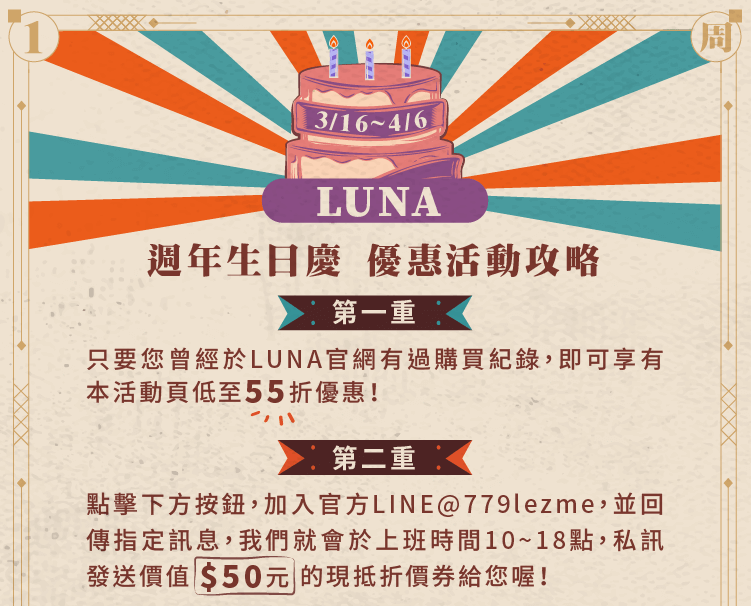 1
周
3/16~4/6
LUNA
週年生日慶 優惠活動攻略
第一重
只要您曾經於LUNA官網有過購買紀錄,即可享有
本活動頁低至55折優惠!
第二重
點擊下方按鈕,加入官方LINE@779lezme,並回
傳指定訊息,我們就會於上班時間10~18點,私訊
發送價值$50元的現抵折價券給您喔!